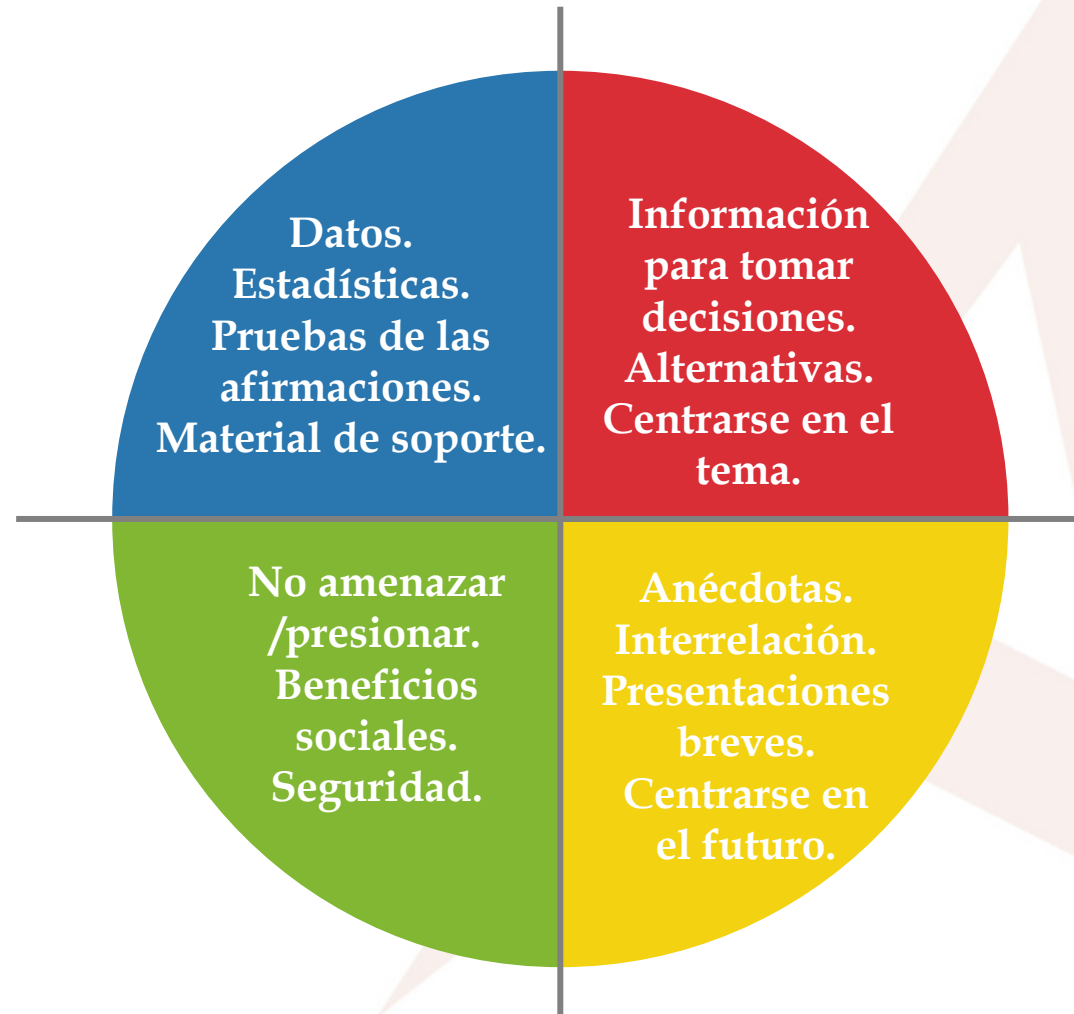 Datos.
Estadísticas.
Pruebas de las
afirmaciones.
Material de soporte.
Información
para tomar
decisiones.
Alternativas.
Centrarse en el
tema.
No amenazar
/presionar.
Beneficios
sociales.
Seguridad.
Anécdotas.
Interrelación.
Presentaciones
breves.
Centrarse en
el futuro.